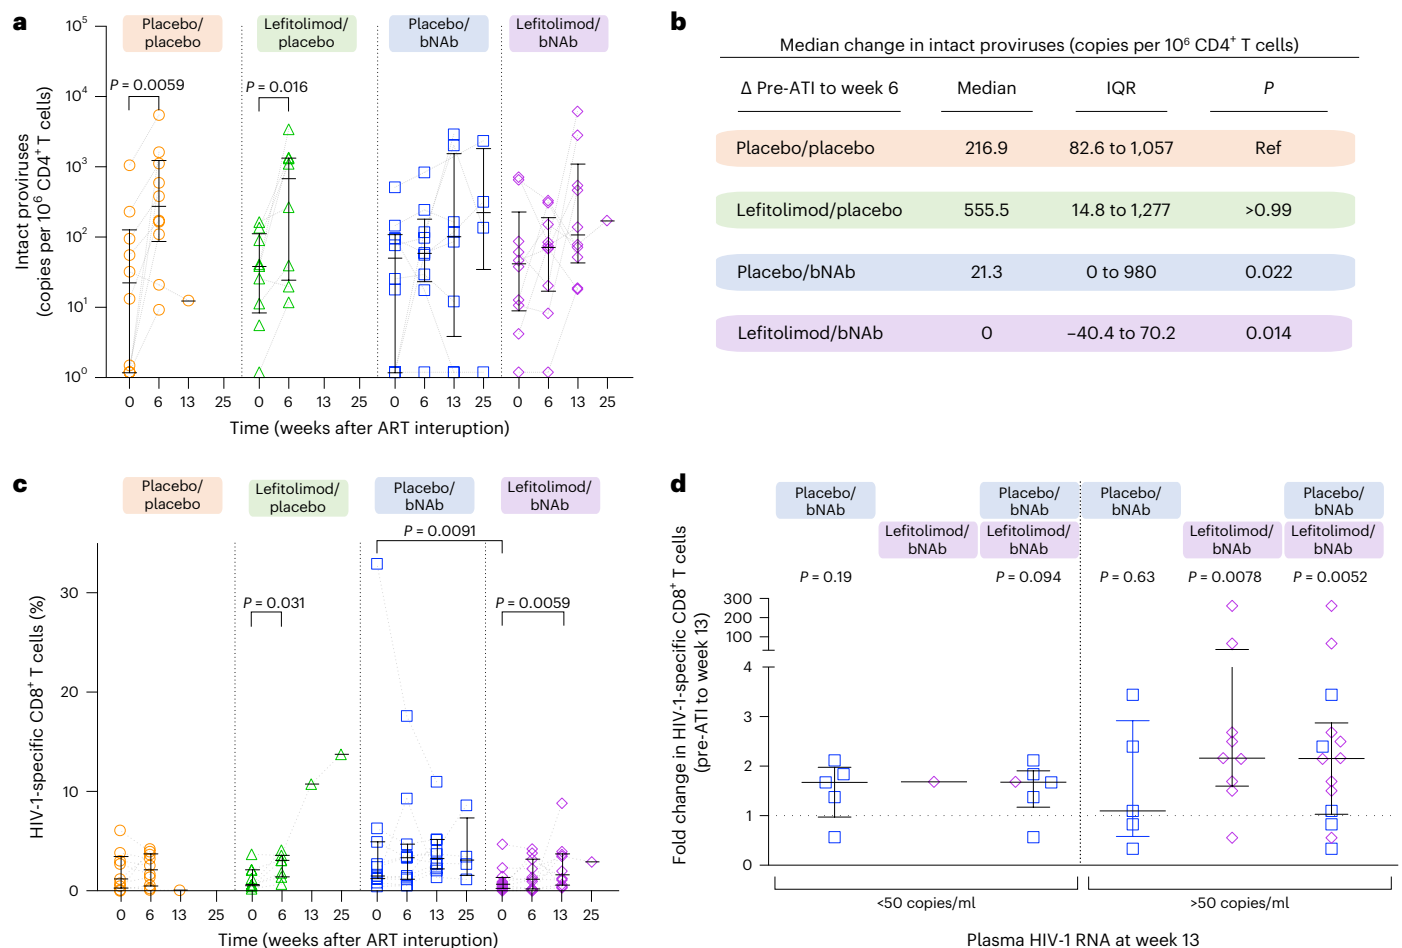 a
Placebo/
placebo
Lefitolimod/
placebo
Placebo/
bNAb
Lefitolimod/
bNAb
Intact proviruses
(copies per 10⁶ CD4⁺ T cells)
10⁵
10⁴
10³
10²
10¹
10⁰
P = 0.0059
P = 0.016
0 6 13 25 0 6 13 25 0 6 13 25 0 6 13 25
Time (weeks after ART interuption)
b
Median change in intact proviruses (copies per 10⁶ CD4⁺ T cells)
Δ Pre-ATI to week 6 Median IQR P
Placebo/placebo 216.9 82.6 to 1,057 Ref
Lefitolimod/placebo 555.5 14.8 to 1,277 >0.99
Placebo/bNAb 21.3 0 to 980 0.022
Lefitolimod/bNAb 0 −40.4 to 70.2 0.014
c
Placebo/
placebo
Lefitolimod/
placebo
Placebo/
bNAb
Lefitolimod/
bNAb
HIV-1-specific CD8⁺ T cells (%)
30
20
10
0
P = 0.031
P = 0.0091
P = 0.0059
0 6 13 25 0 6 13 25 0 6 13 25 0 6 13 25
Time (weeks after ART interuption)
d
Placebo/
bNAb
Lefitolimod/
bNAb
Placebo/
bNAb
Lefitolimod/
bNAb
Placebo/
bNAb
Lefitolimod/
bNAb
Placebo/
bNAb
Lefitolimod/
bNAb
P = 0.19
P = 0.094
P = 0.63
P = 0.0078
P = 0.0052
Fold change in HIV-1-specific CD8⁺ T cells
(pre-ATI to week 13)
300
200
100
4
3
2
1
0
<50 copies/ml
>50 copies/ml
Plasma HIV-1 RNA at week 13